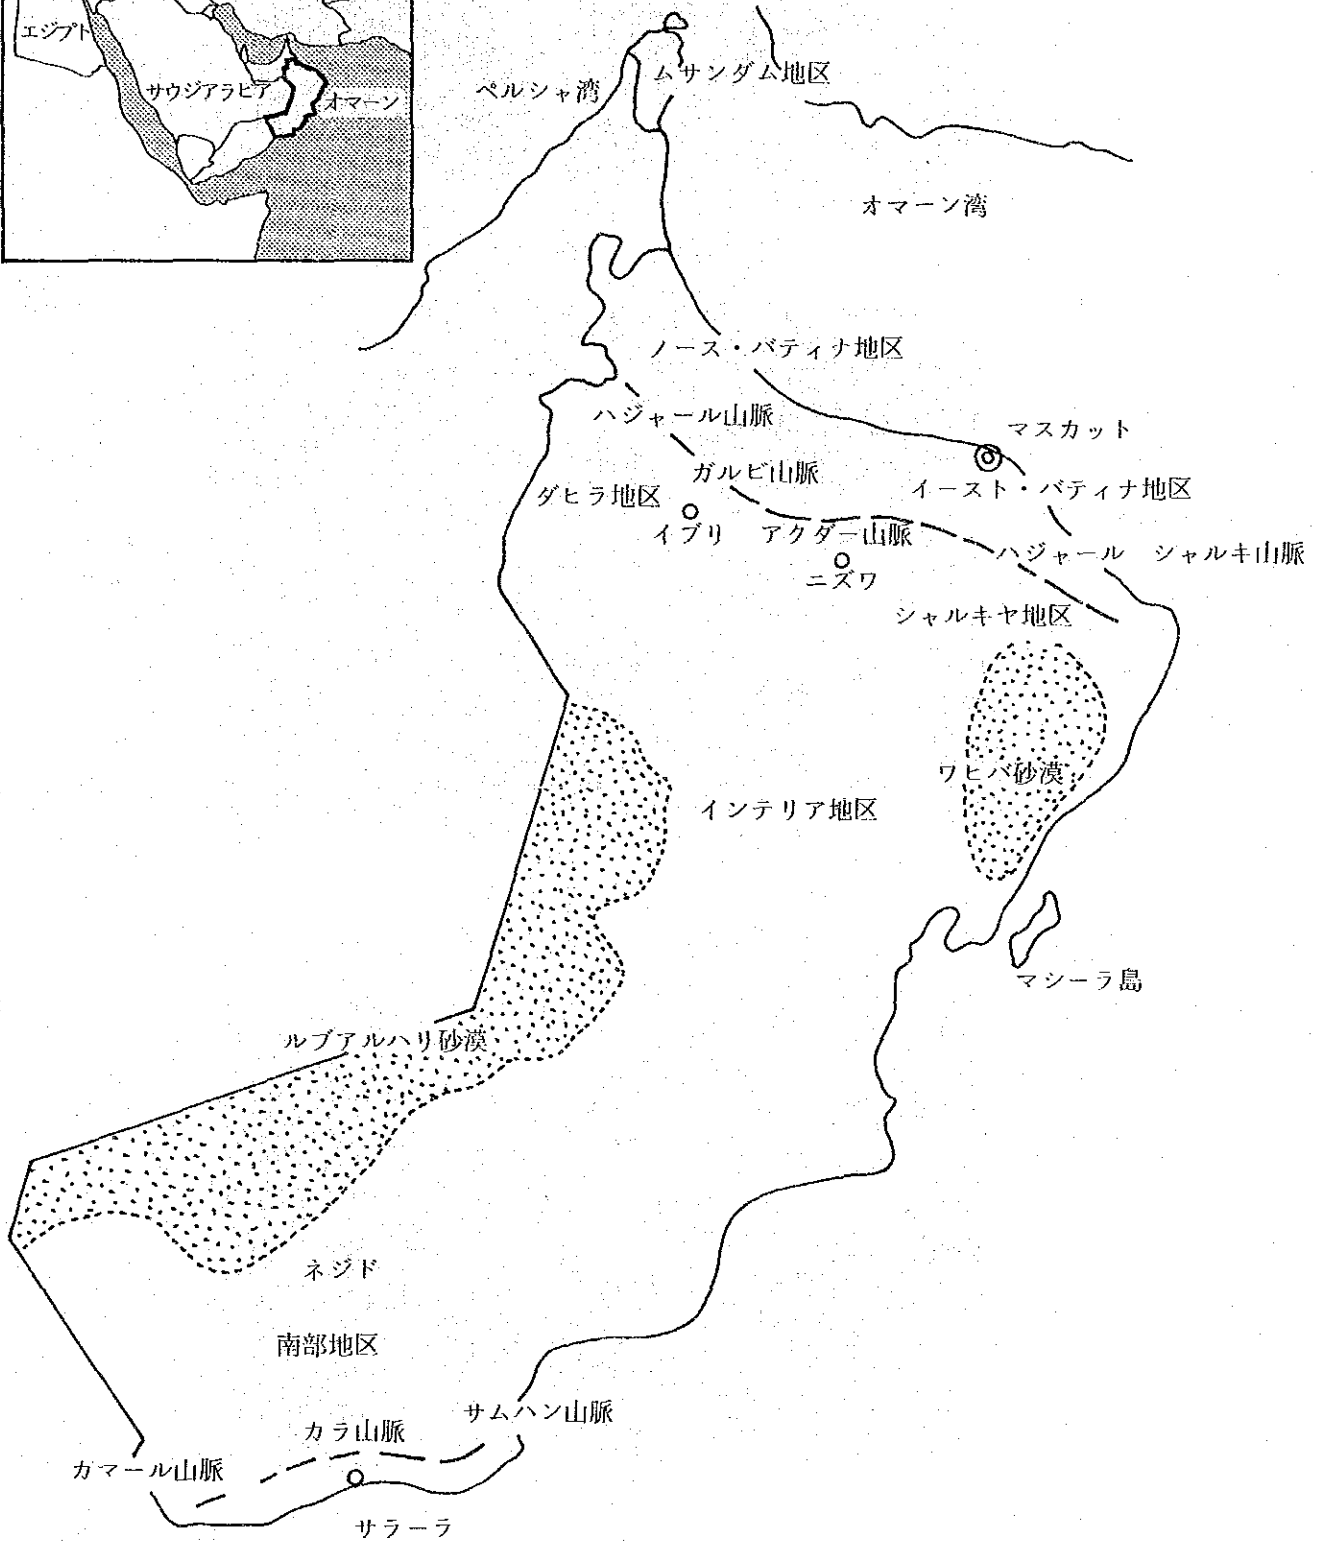 エジプト
サウジアラビア
オマーン
ペルシャ湾
ムサンダム地区
オマーン湾
ノース・バティナ地区
ハジャール山脈
マスカット
ガルビ山脈
ダヒラ地区
イースト・バティナ地区
イブリ
アクダー山脈
ハジャール シャルキ山脈
ニズワ
シャルキヤ地区
ワヒバ砂漠
インテリア地区
マシーラ島
ルブアルハリ砂漠
ネジド
南部地区
サムハン山脈
カラ山脈
カマール山脈
サラーラ